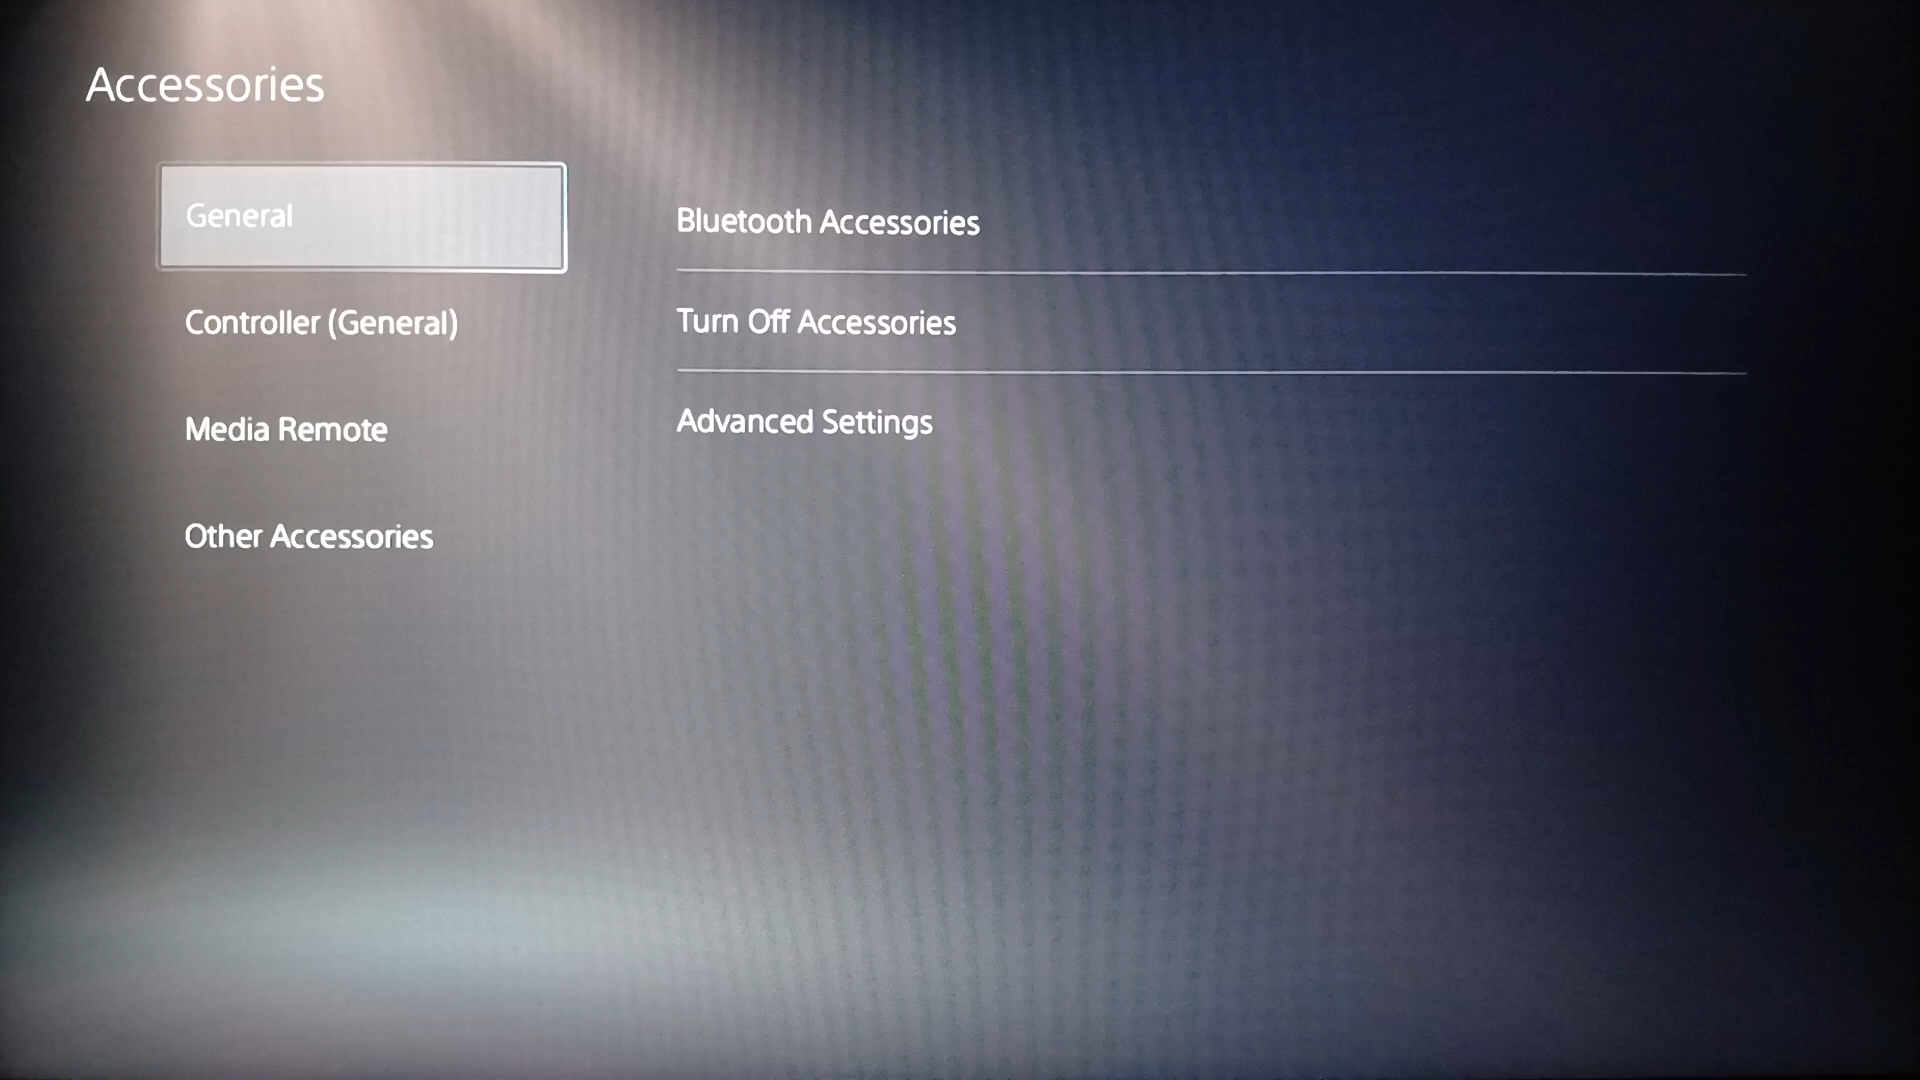 Accessories
General
Controller (General)
Media Remote
Other Accessories
Bluetooth Accessories
Turn Off Accessories
Advanced Settings